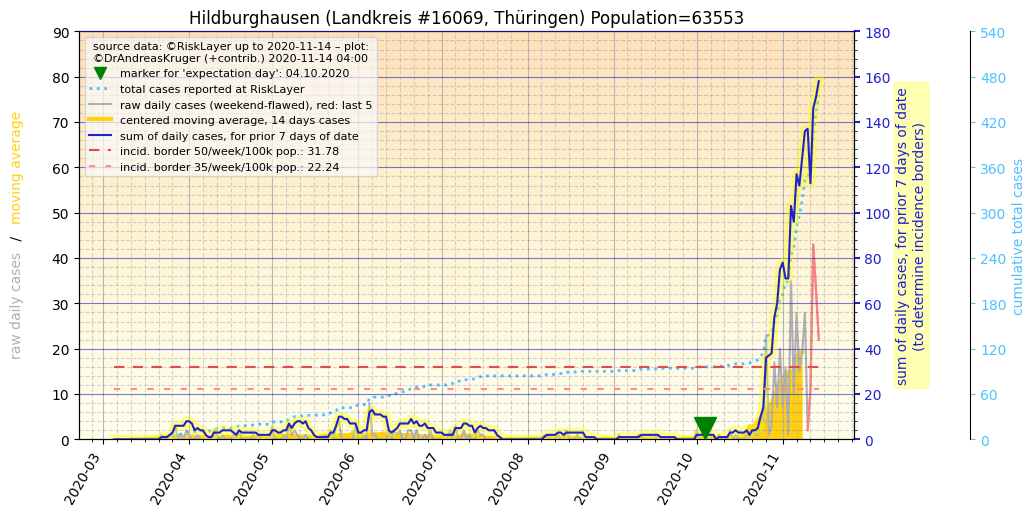 Hildburghausen (Landkreis #16069, Thüringen) Population=63553
source data: ©RiskLayer up to 2020-11-14 – plot:
©DrAndreasKruger (+contrib.) 2020-11-14 04:00
marker for 'expectation day': 04.10.2020
total cases reported at RiskLayer
raw daily cases (weekend-flawed), red: last 5
centered moving average, 14 days cases
sum of daily cases, for prior 7 days of date
incid. border 50/week/100k pop.: 31.78
incid. border 35/week/100k pop.: 22.24
raw daily cases / moving average
90
80
70
60
50
40
30
20
10
0
2020-03
2020-04
2020-05
2020-06
2020-07
2020-08
2020-09
2020-10
2020-11
180
160
140
120
100
80
60
40
20
0
sum of daily cases, for prior 7 days of date
(to determine incidence borders)
540
480
420
360
300
240
180
120
60
0
cumulative total cases